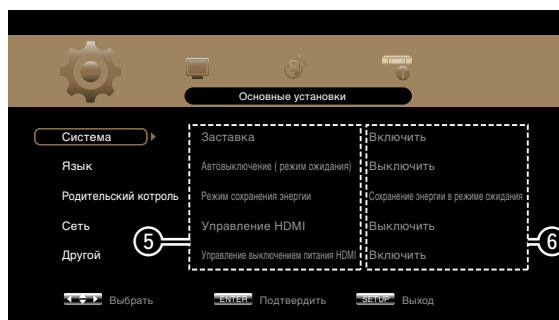 Основные установки
Система Заставка Включить
Язык Автовыключение ( режим ожидания) Выключить
Родительский котроль Режим сохранения энергии Сохранение энергии в режиме ожидания
Сеть Управление HDMI Выключить
5 6
Другой Управление выключением питания HDMI Включить
Выбрать ENTER Подтвердить SETUP Выход